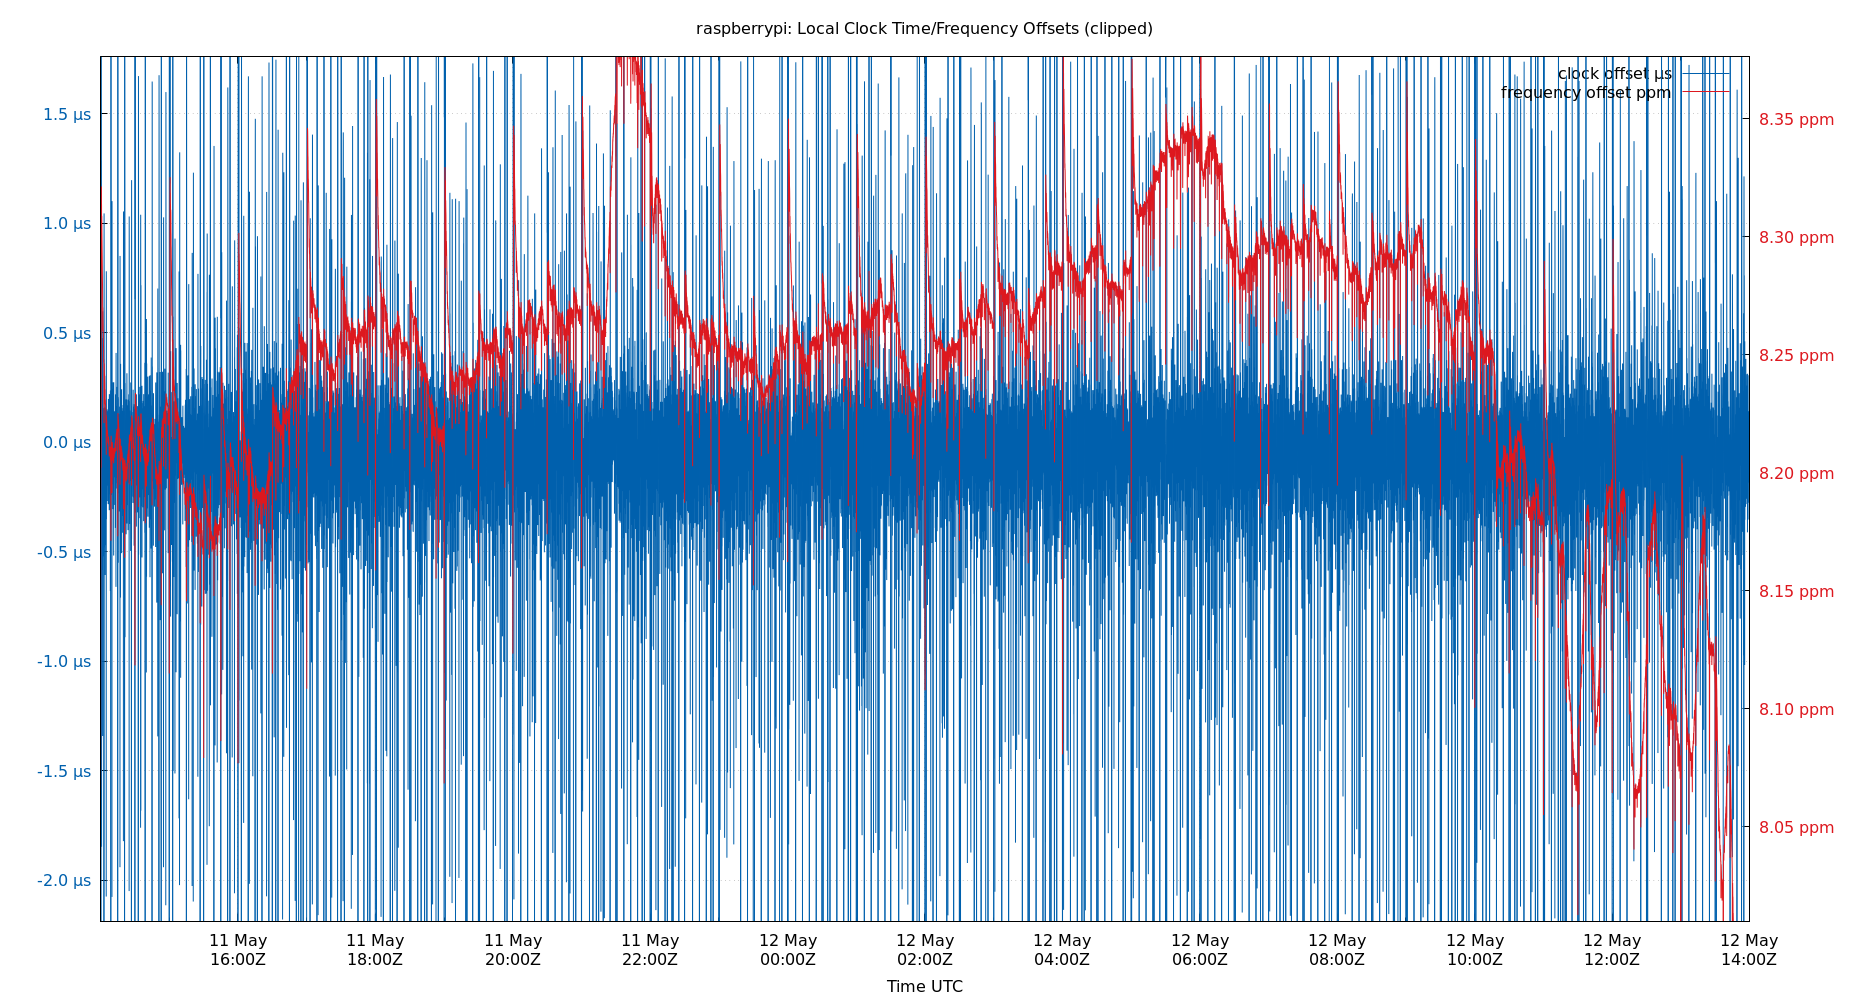 raspberrypi: Local Clock Time/Frequency Offsets (clipped)
clock offset µs
frequency offset ppm
1.5 µs
1.0 µs
0.5 µs
0.0 µs
-0.5 µs
-1.0 µs
-1.5 µs
-2.0 µs
8.35 ppm
8.30 ppm
8.25 ppm
8.20 ppm
8.15 ppm
8.10 ppm
8.05 ppm
11 May
16:00Z
11 May
18:00Z
11 May
20:00Z
11 May
22:00Z
12 May
00:00Z
12 May
02:00Z
12 May
04:00Z
12 May
06:00Z
12 May
08:00Z
12 May
10:00Z
12 May
12:00Z
12 May
14:00Z
Time UTC